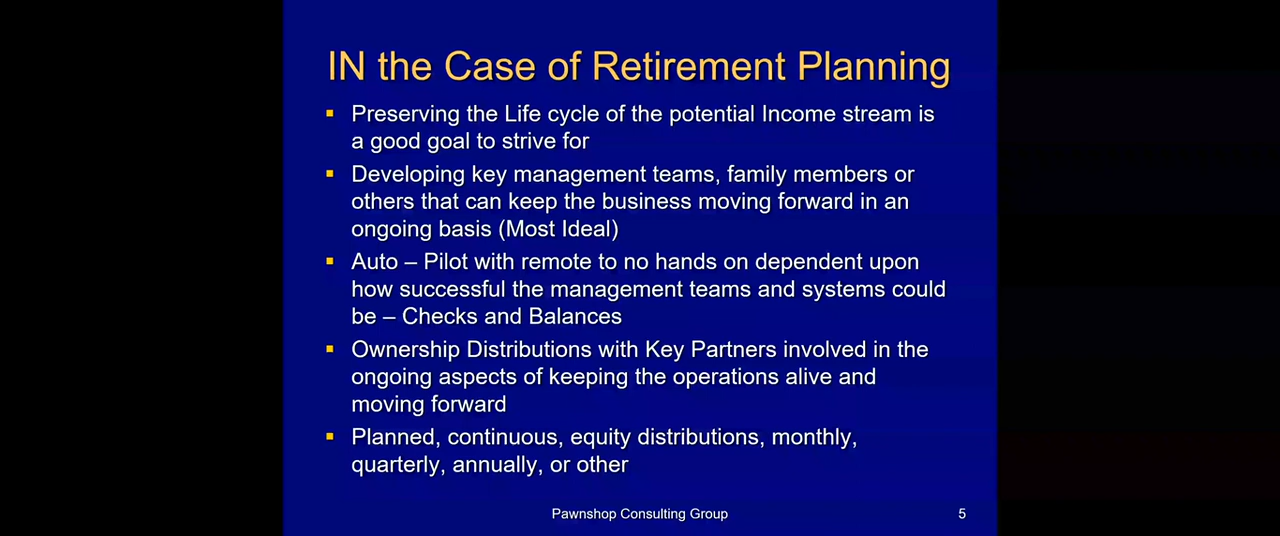 IN the Case of Retirement Planning
▪ Preserving the Life cycle of the potential Income stream is
a good goal to strive for
▪ Developing key management teams, family members or
others that can keep the business moving forward in an
ongoing basis (Most Ideal)
▪ Auto – Pilot with remote to no hands on dependent upon
how successful the management teams and systems could
be – Checks and Balances
▪ Ownership Distributions with Key Partners involved in the
ongoing aspects of keeping the operations alive and
moving forward
▪ Planned, continuous, equity distributions, monthly,
quarterly, annually, or other
Pawnshop Consulting Group
5